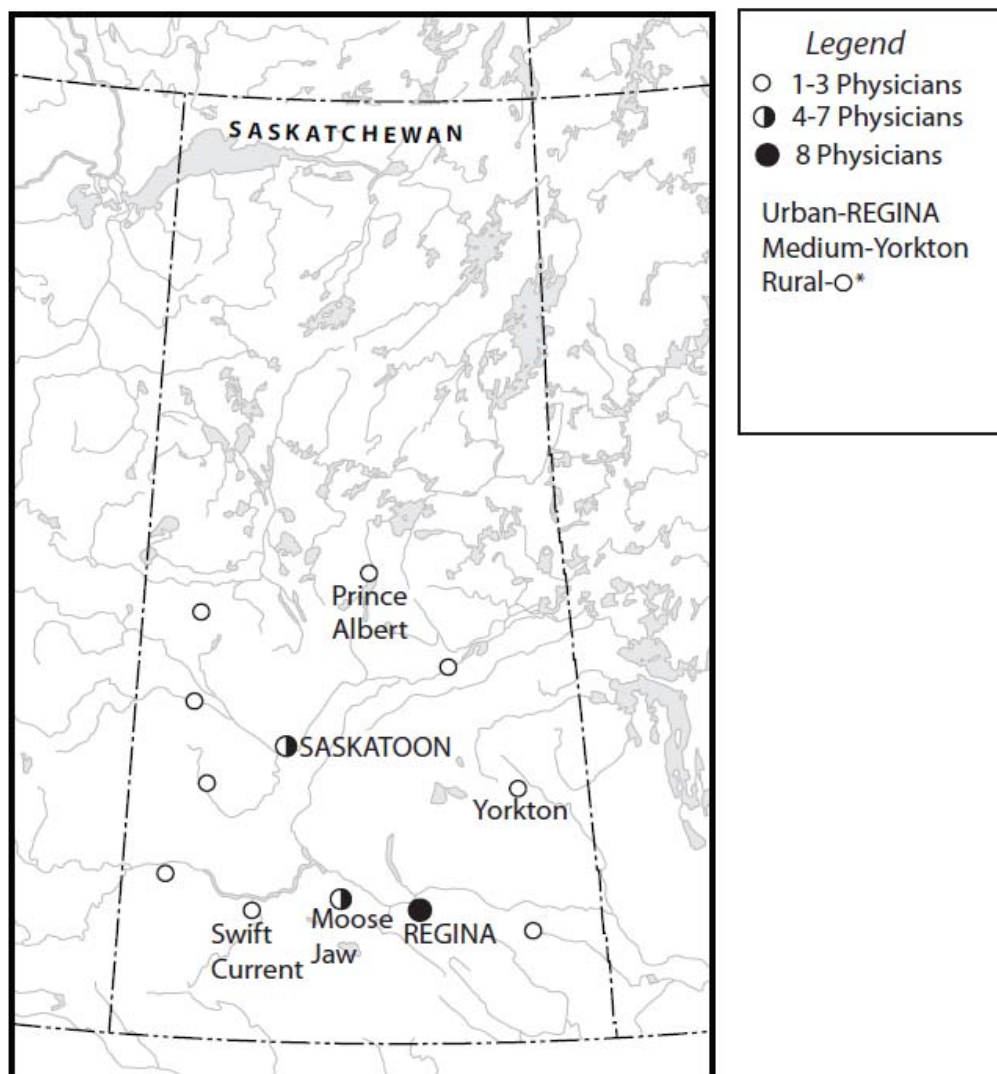 SASKATCHEWAN
Prince
Albert
SASKATOON
Yorkton
Swift
Current
Moose
Jaw
REGINA
Legend
1-3 Physicians
4-7 Physicians
8 Physicians
Urban-REGINA
Medium-Yorkton
Rural-○*